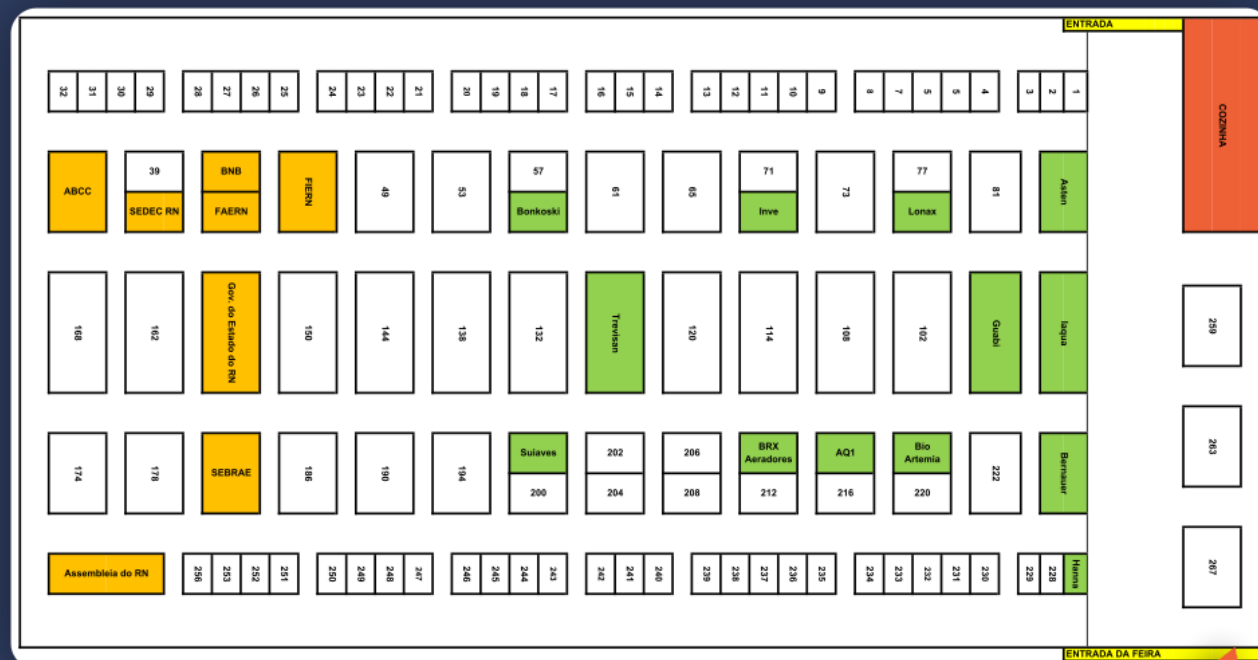 ENTRADA
COZINHA
32 31 30 29 28 27 26 25 24 23 22 21 20 19 18 17 16 15 14 13 12 11 10 9 8 7 5 5 4 3 2 1
ABCC
39
SEDEC RN
BNB
FAERN
FIERN
49
53
57
Bonkoski
61
65
71
Inve
73
77
Lonax
81
Asten
168
162
Gov. do Estado do RN
150
144
138
132
Trevisan
120
114
108
102
Guabi
Iaqua
259
263
267
174
178
SEBRAE
186
190
194
Suiaves
200
202
204
206
208
BRX
Aeradores
212
AQ1
216
Bio
Artemia
220
222
Bernauer
Assembleia do RN
256 253 252 251 250 249 248 247 246 245 244 243 242 241 240 239 238 237 236 235 234 233 232 231 230 229 228
Hanna
ENTRADA DA FEIRA